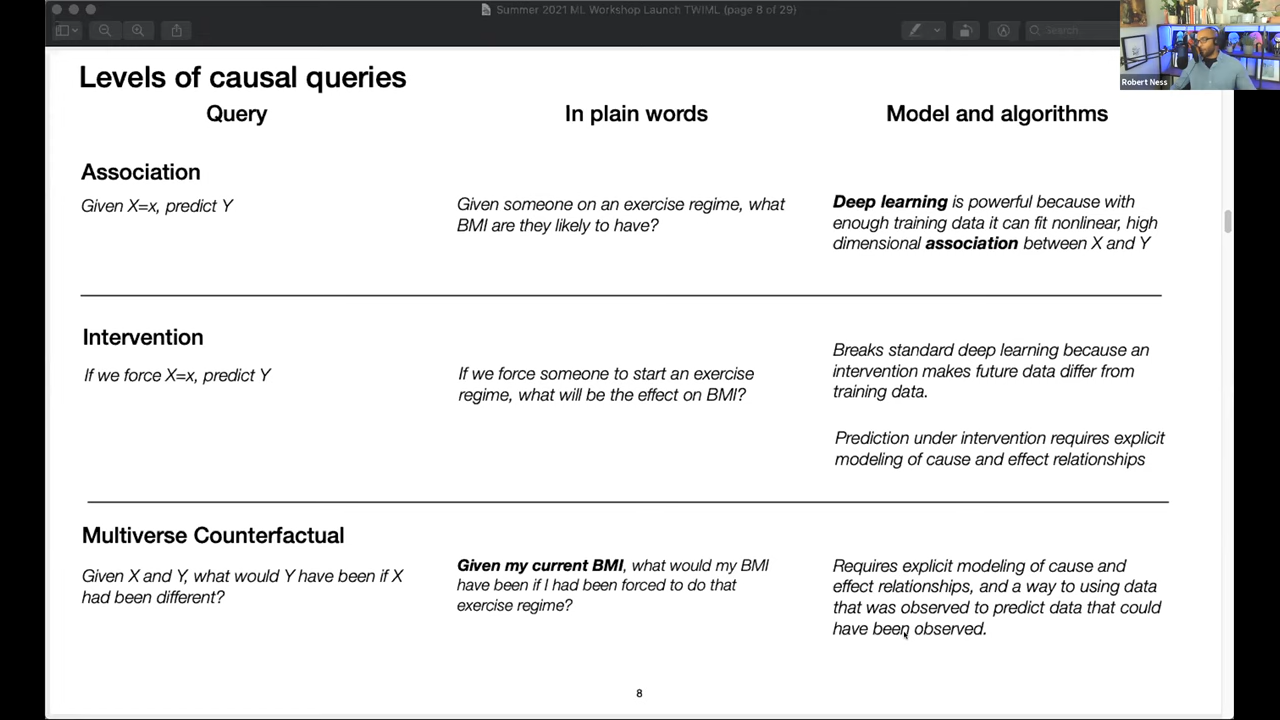 Summer 2021 ML Workshop Launch TWIML (page 8 of 29)
Search
Robert Ness
Levels of causal queries
Query
In plain words
Model and algorithms
Association
Given X=x, predict Y
Given someone on an exercise regime, what
BMI are they likely to have?
Deep learning is powerful because with
enough training data it can fit nonlinear, high
dimensional association between X and Y
Intervention
If we force X=x, predict Y
If we force someone to start an exercise
regime, what will be the effect on BMI?
Breaks standard deep learning because an
intervention makes future data differ from
training data.
Prediction under intervention requires explicit
modeling of cause and effect relationships
Multiverse Counterfactual
Given X and Y, what would Y have been if X
had been different?
Given my current BMI, what would my BMI
have been if I had been forced to do that
exercise regime?
Requires explicit modeling of cause and
effect relationships, and a way to using data
that was observed to predict data that could
have been observed.
8